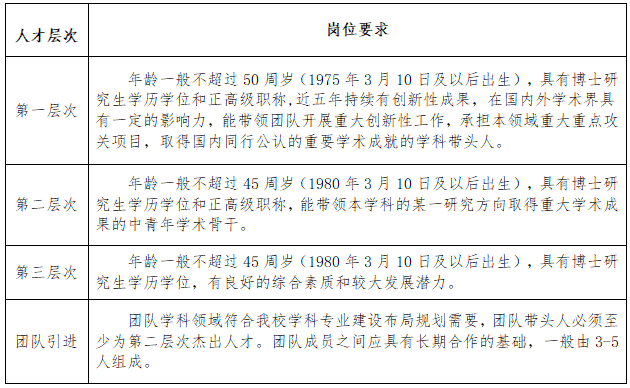 人才层次 岗位要求
第一层次
年龄一般不超过 50 周岁（1975 年 3 月 10 日及以后出生），具有博士研
究生学历学位和正高级职称，近五年持续有创新性成果，在国内外学术界具
有一定的影响力，能带领团队开展重大创新性工作，承担本领域重大重点攻
关项目，取得国内同行公认的重要学术成就的学科带头人。
第二层次
年龄一般不超过 45 周岁（1980 年 3 月 10 日及以后出生），具有博士研
究生学历学位和正高级职称，能带领本学科的某一研究方向取得重大学术成
果的中青年学术骨干。
第三层次
年龄一般不超过 45 周岁（1980 年 3 月 10 日及以后出生），具有博士研
究生学历学位，有良好的综合素质和较大发展潜力。
团队引进
团队学科领域符合我校学科专业建设布局规划需要，团队带头人必须至
少为第二层次杰出人才。团队成员之间应具有长期合作的基础，一般由 3-5
人组成。